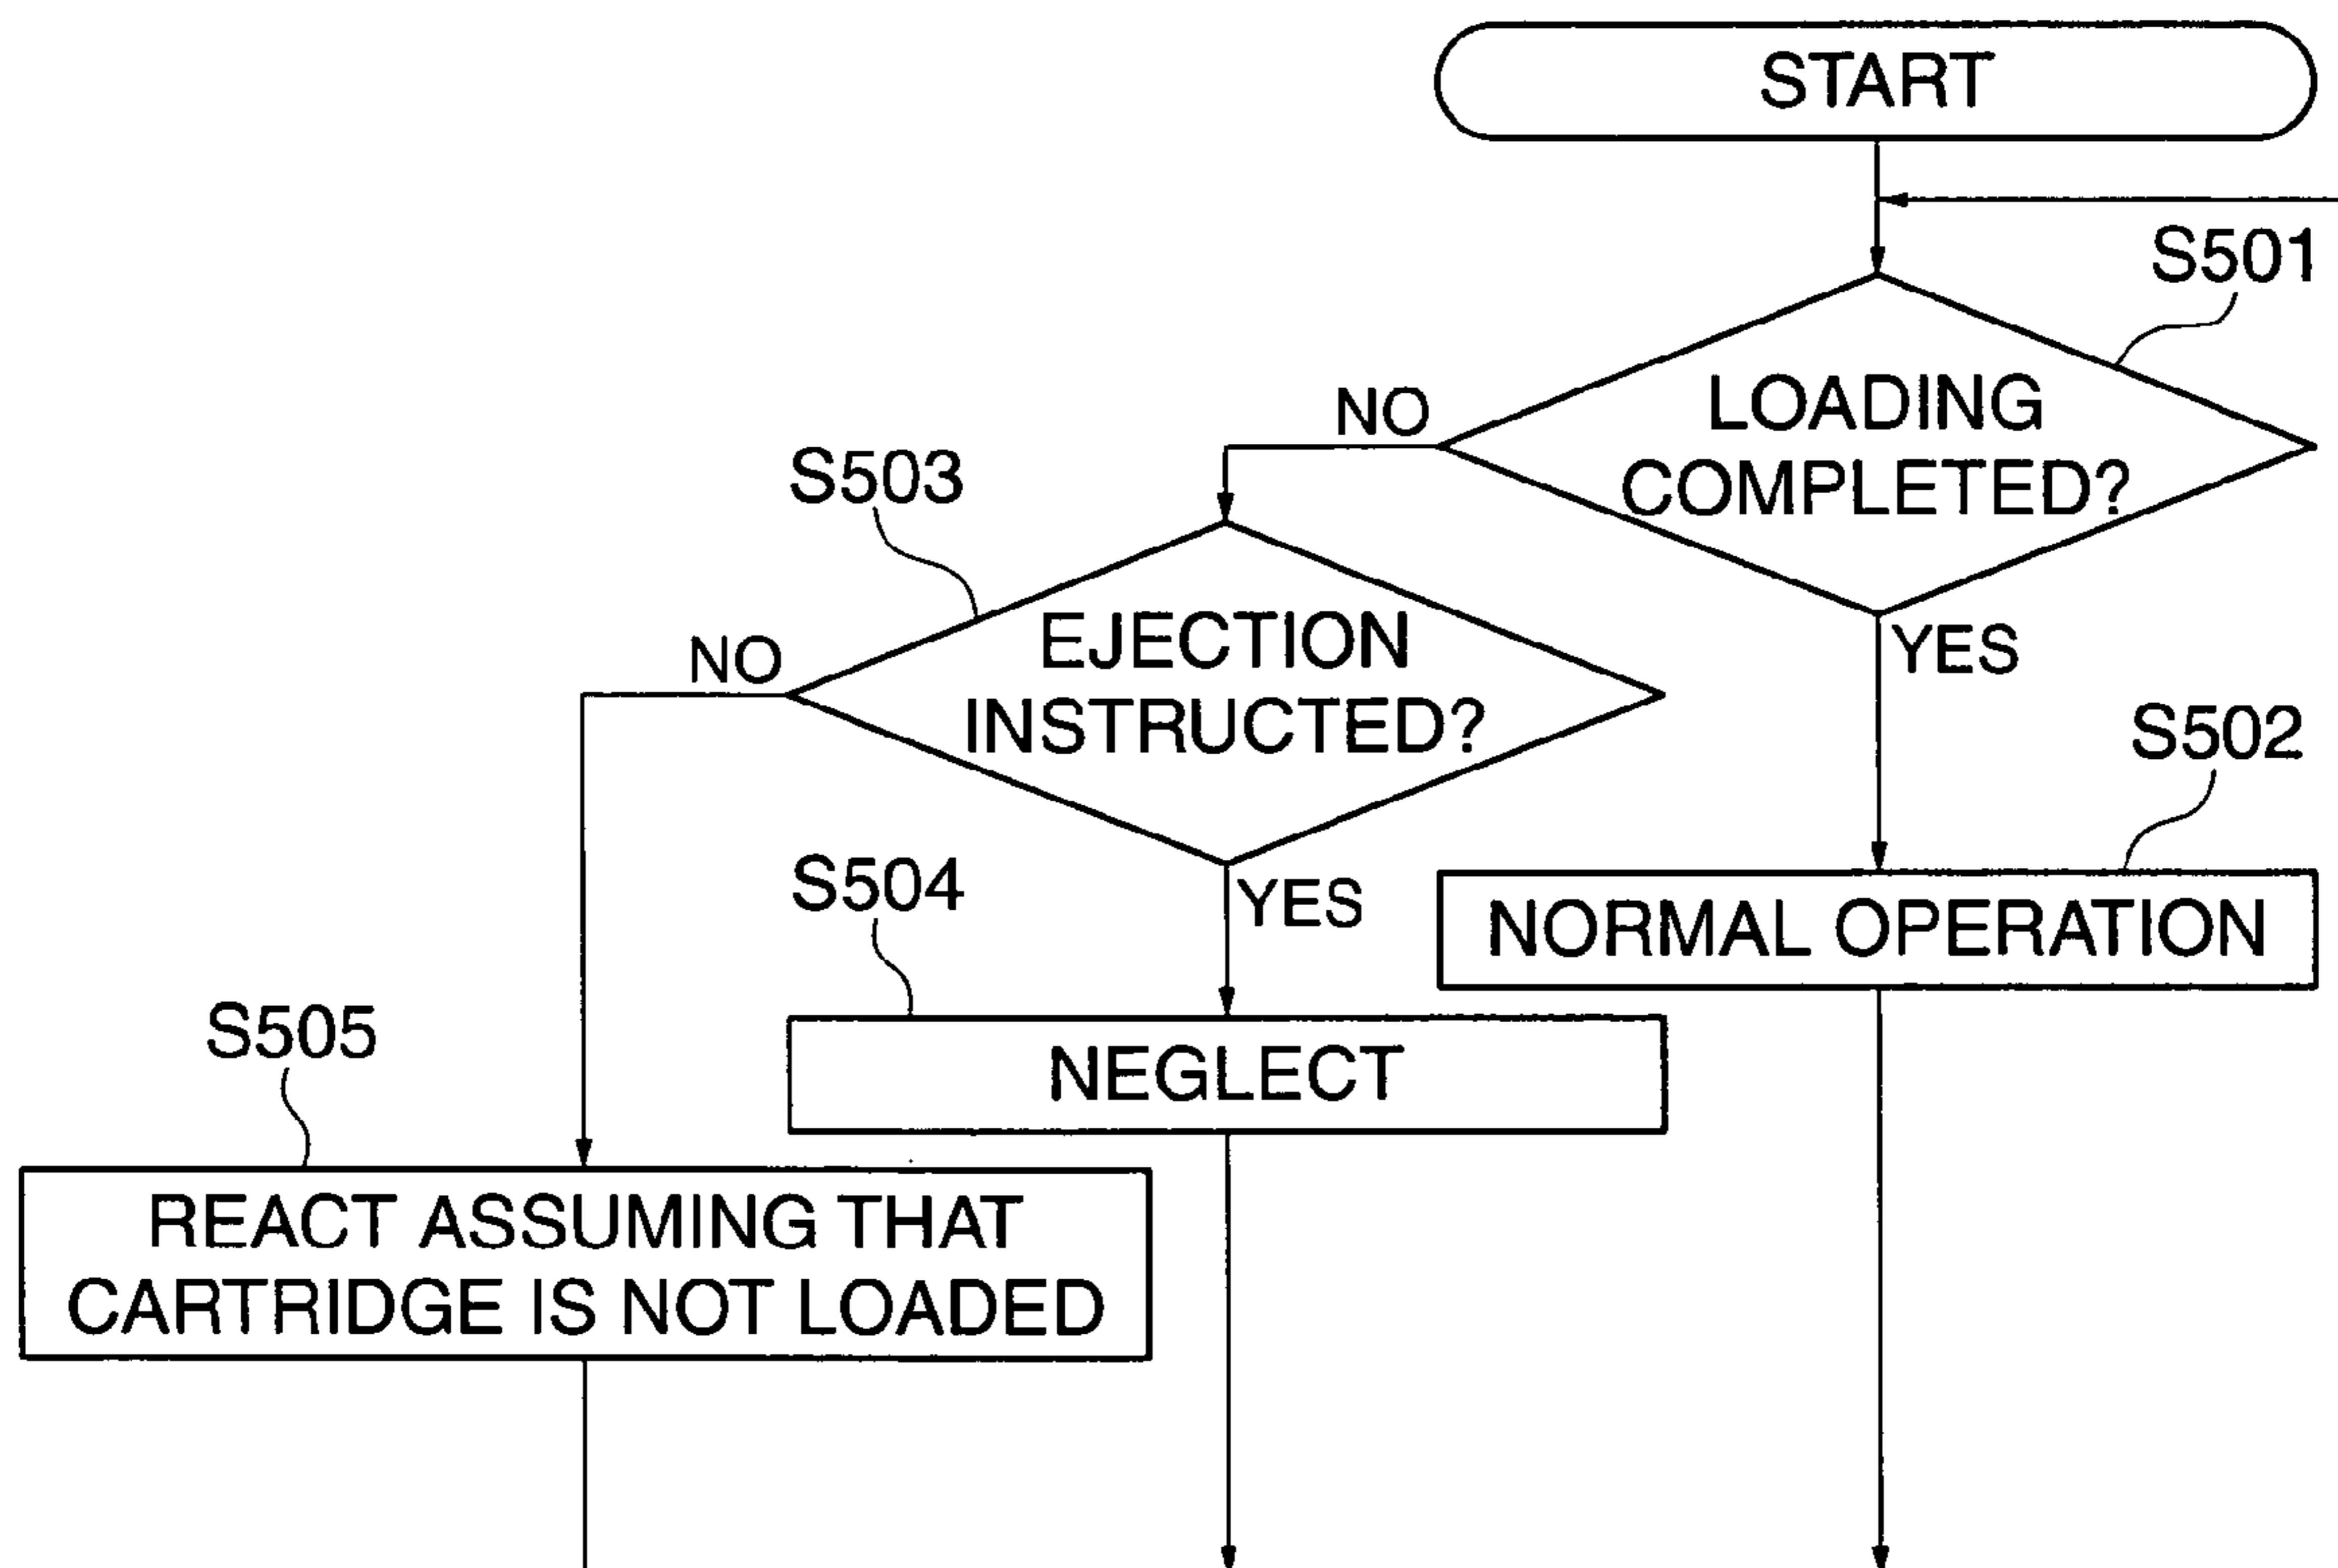 START
S501
LOADING
COMPLETED?
NO
YES
S503
EJECTION
INSTRUCTED?
NO
YES
S502
NORMAL OPERATION
S504
NEGLECT
S505
REACT ASSUMING THAT
CARTRIDGE IS NOT LOADED